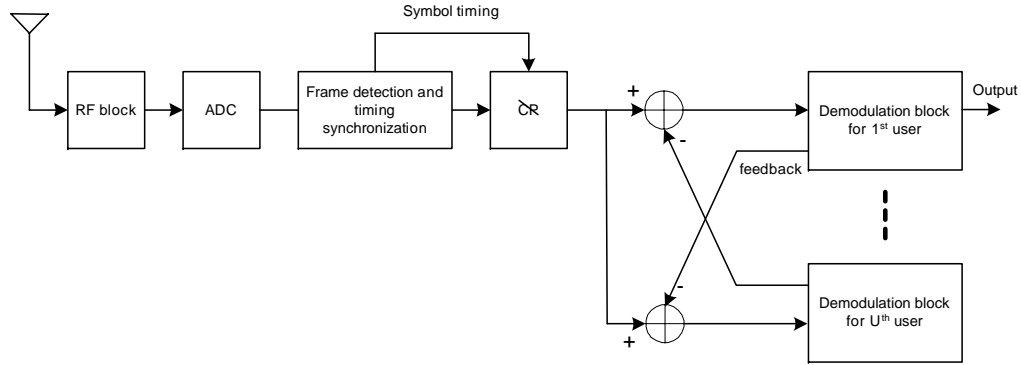 Symbol timing
RF block
ADC
Frame detection and
timing
synchronization
CP
+
-
Demodulation block
for 1st user
Output
feedback
-
+
Demodulation block
for Uth user